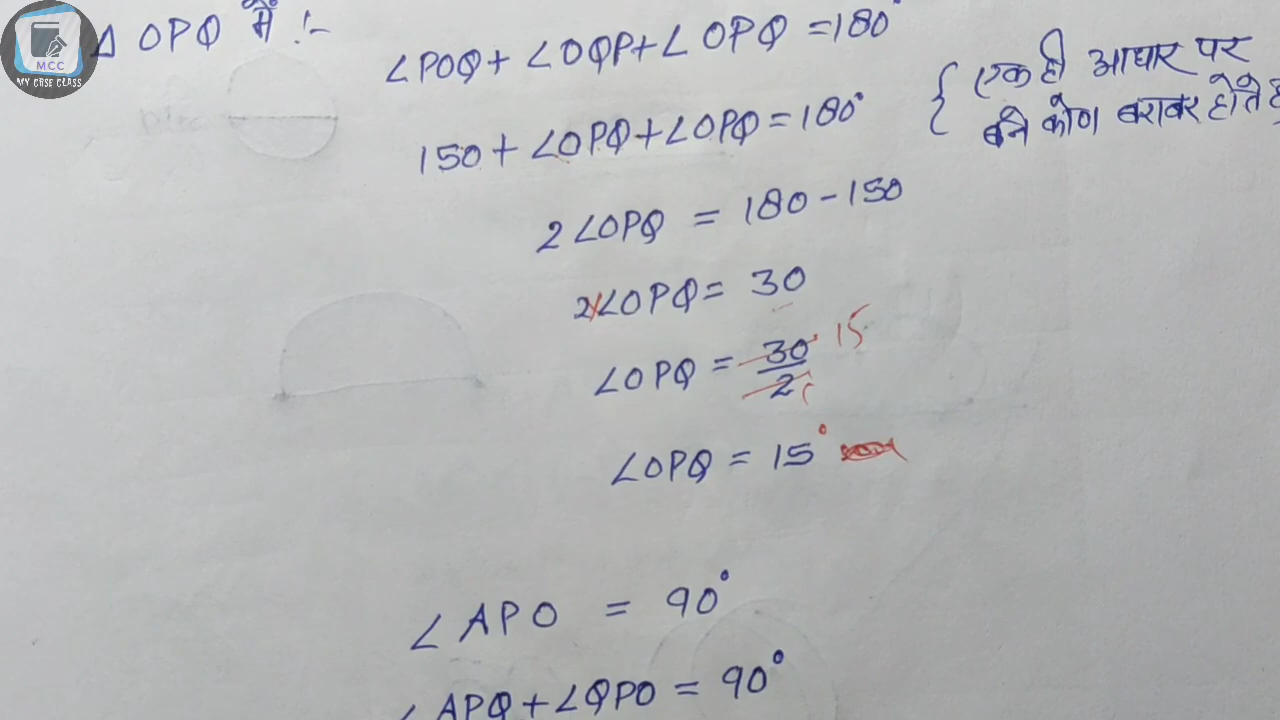 MCC
MY CBSE CLASS
Δ OPQ में :-
∠POQ + ∠OQP + ∠OPQ = 180°
{ एक ही आधार पर
बने कोण बराबर होते
150 + ∠OPQ + ∠OPQ = 180°
2∠OPQ = 180 - 150
2∠OPQ = 30
∠OPQ = 30/2 15
∠OPQ = 15°
∠APO = 90°
∠APQ + ∠QPO = 90°